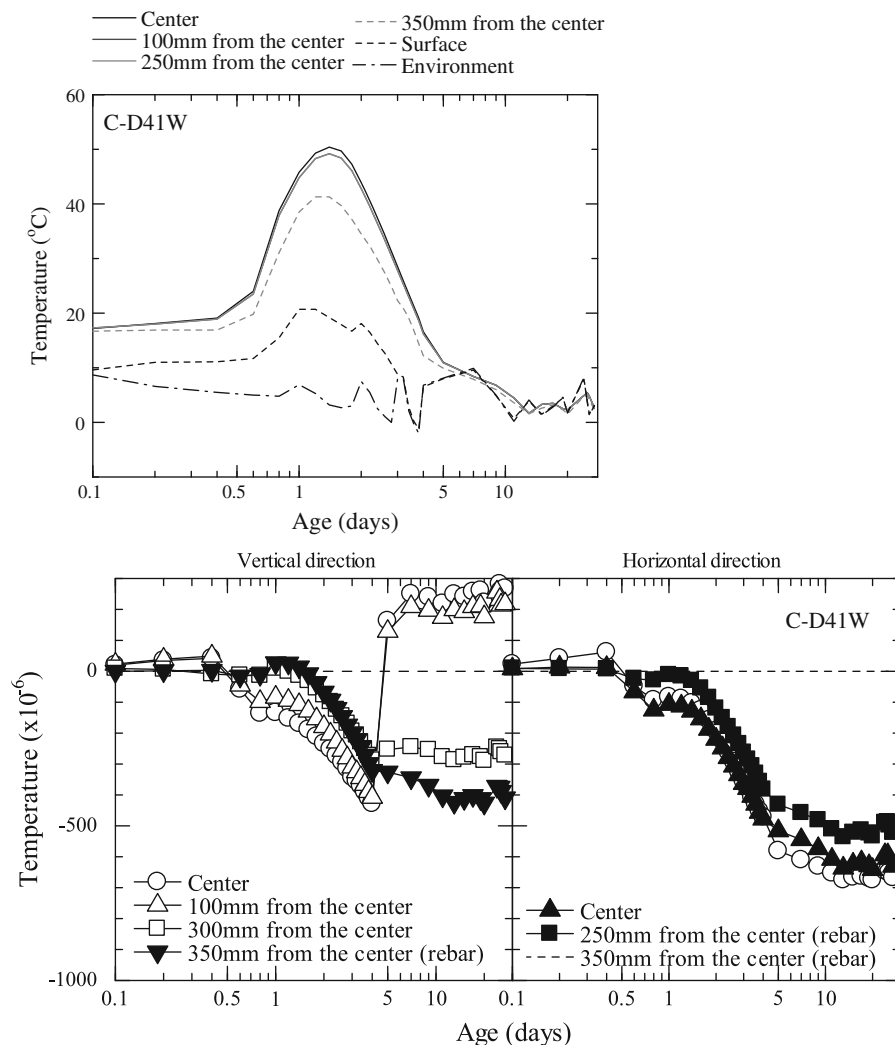 Center
100mm from the center
250mm from the center
350mm from the center
Surface
Environment
C-D41W
60
40
20
0
Temperature (°C)
0.1
0.5
1
5
10
Age (days)
Vertical direction
Horizontal direction
C-D41W
0
-500
-1000
Temperature (x10-6)
Center
100mm from the center
300mm from the center
350mm from the center (rebar)
Center
250mm from the center (rebar)
350mm from the center (rebar)
0.1
0.5
1
5
10
0.1
0.5
1
5
10
Age (days)